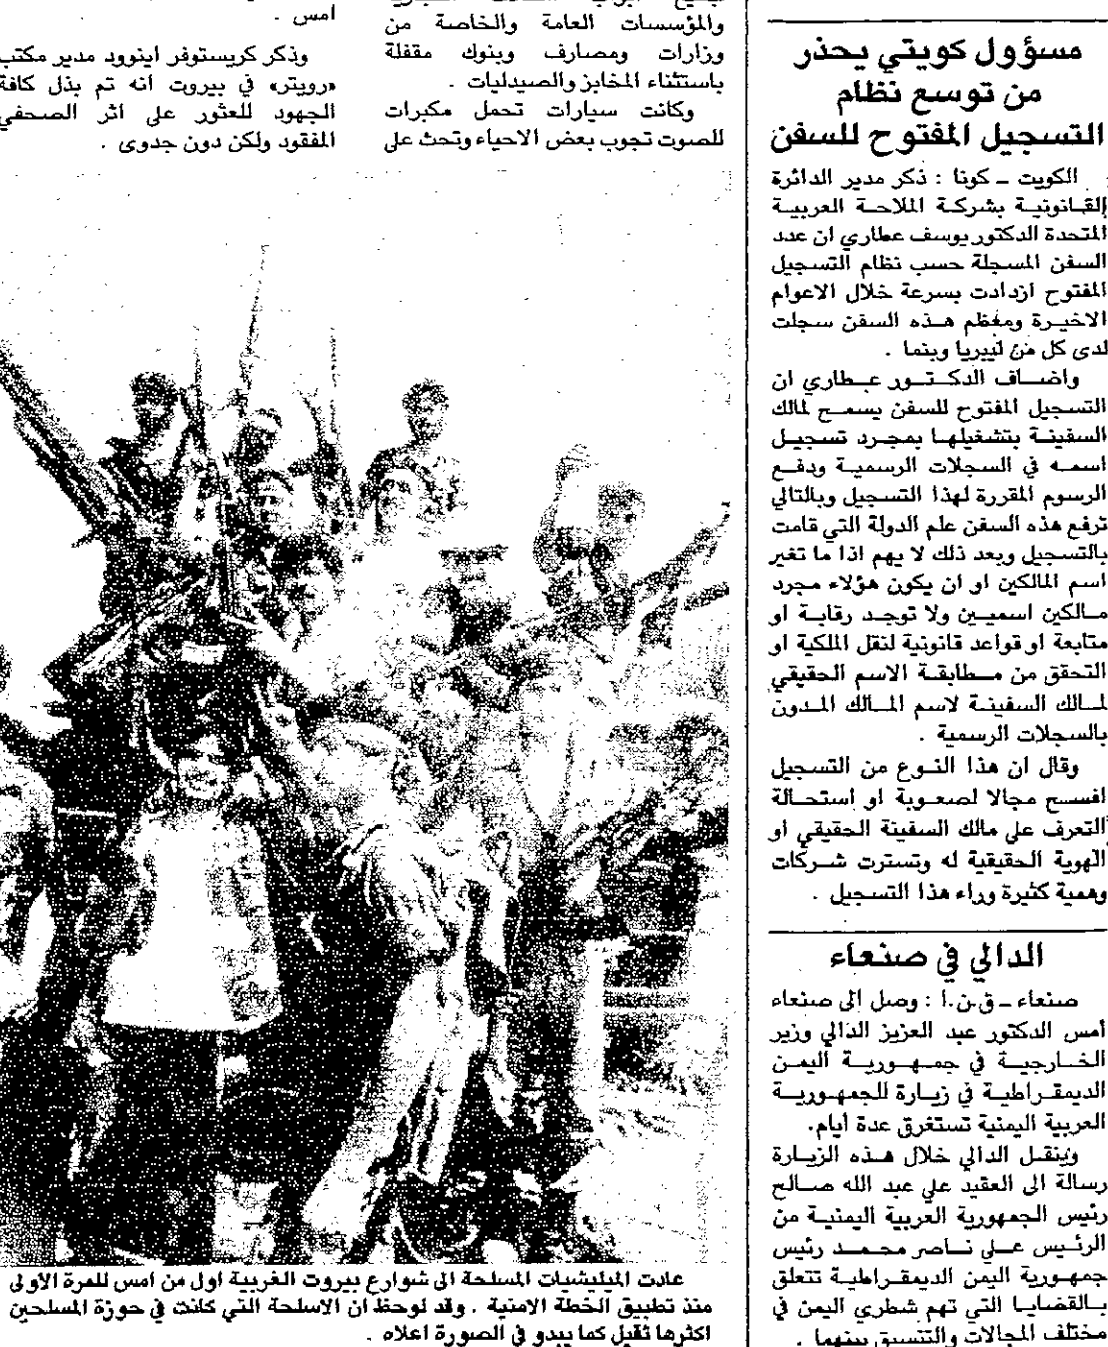 مسؤول كويتي يحذر
من توسع نظام
التسجيل المفتوح للسفن
الكويت ــ كونا : ذكر مدير الدائرة
القانونية بشركة الملاحة العربية
المتحدة الدكتور يوسف عطاري ان عدد
السفن المسجلة حسب نظام التسجيل
المفتوح ازدادت بسرعة خلال الاعوام
الاخيرة ومعظم هذه السفن سجلت
لدى كل من ليبريا وبنما .
واضاف الدكتور عطاري ان
التسجيل المفتوح للسفن يسمح لمالك
السفينة بتشغيلها بمجرد تسجيل
اسمه في السجلات الرسمية ودفع
الرسوم المقررة لهذا التسجيل وبالتالي
ترفع هذه السفن علم الدولة التي قامت
بالتسجيل وبعد ذلك لا يهم اذا ما تغير
اسم المالكين او ان يكون هؤلاء مجرد
مالكين اسميين ولا توجد رقابة او
متابعة او قواعد قانونية لنقل الملكية او
التحقق من مطابقة الاسم الحقيقي
لمالك السفينة لاسم المالك المدون
بالسجلات الرسمية .
وقال ان هذا النوع من التسجيل
افسح مجالا لصعوبة او استحالة
التعرف على مالك السفينة الحقيقي او
الهوية الحقيقية له وتسترت شركات
وهمية كثيرة وراء هذا التسجيل .
الدالي في صنعاء
صنعاء ــ ق.ن.ا : وصل الى صنعاء
أمس الدكتور عبد العزيز الدالي وزير
الخارجية في جمهورية اليمن
الديمقراطية في زيارة للجمهورية
العربية اليمنية تستغرق عدة أيام.
وينقل الدالي خلال هذه الزيارة
رسالة الى العقيد علي عبد الله صالح
رئيس الجمهورية العربية اليمنية من
الرئيس علي ناصر محمد رئيس
جمهورية اليمن الديمقراطية تتعلق
بالقضايا التي تهم شطري اليمن في
مختلف المجالات والتنسيق بينهما .
والمؤسسات العامة والخاصة من
وزارات ومصارف وبنوك مقفلة
باستثناء المخابز والصيدليات .
وكانت سيارات تحمل مكبرات
للصوت تجوب بعض الاحياء وتحث على
امس .
وذكر كريستوفر اينوود مدير مكتب
«رويتر» في بيروت انه تم بذل كافة
الجهود للعثور على اثر الصحفي
المفقود ولكن دون جدوى .
عادت الميليشيات المسلحة الى شوارع بيروت الغربية اول من امس للمرة الاولى
منذ تطبيق الخطة الامنية . وقد لوحظ ان الاسلحة التي كانت في حوزة المسلحين
اكثرها ثقيل كما يبدو في الصورة اعلاه .